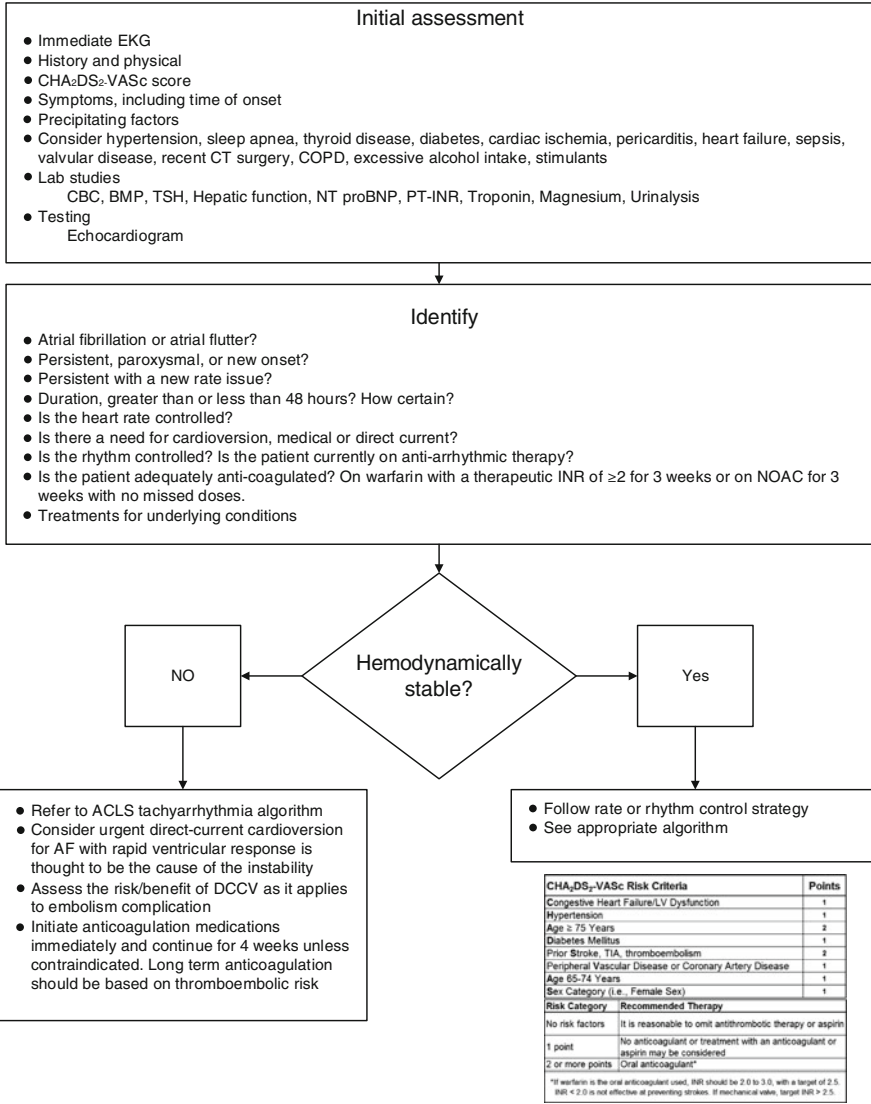 Initial assessment
● Immediate EKG
● History and physical
● CHA₂DS₂-VASc score
● Symptoms, including time of onset
● Precipitating factors
● Consider hypertension, sleep apnea, thyroid disease, diabetes, cardiac ischemia, pericarditis, heart failure, sepsis,
valvular disease, recent CT surgery, COPD, excessive alcohol intake, stimulants
● Lab studies
CBC, BMP, TSH, Hepatic function, NT proBNP, PT-INR, Troponin, Magnesium, Urinalysis
● Testing
Echocardiogram
Identify
● Atrial fibrillation or atrial flutter?
● Persistent, paroxysmal, or new onset?
● Persistent with a new rate issue?
● Duration, greater than or less than 48 hours? How certain?
● Is the heart rate controlled?
● Is there a need for cardioversion, medical or direct current?
● Is the rhythm controlled? Is the patient currently on anti-arrhythmic therapy?
● Is the patient adequately anti-coagulated? On warfarin with a therapeutic INR of ≥2 for 3 weeks or on NOAC for 3
weeks with no missed doses.
● Treatments for underlying conditions
NO
Hemodynamically
stable?
Yes
● Refer to ACLS tachyarrhythmia algorithm
● Consider urgent direct-current cardioversion
for AF with rapid ventricular response is
thought to be the cause of the instability
● Assess the risk/benefit of DCCV as it applies
to embolism complication
● Initiate anticoagulation medications
immediately and continue for 4 weeks unless
contraindicated. Long term anticoagulation
should be based on thromboembolic risk
● Follow rate or rhythm control strategy
● See appropriate algorithm
CHA₂DS₂-VASc Risk Criteria Points
Congestive Heart Failure/LV Dysfunction 1
Hypertension 1
Age ≥ 75 Years 2
Diabetes Mellitus 1
Prior Stroke, TIA, thromboembolism 2
Peripheral Vascular Disease or Coronary Artery Disease 1
Age 65-74 Years 1
Sex Category (i.e., Female Sex) 1
Risk Category Recommended Therapy
No risk factors It is reasonable to omit antithrombotic therapy or aspirin
1 point No anticoagulant or treatment with an anticoagulant or
aspirin may be considered
2 or more points Oral anticoagulant*
*If warfarin is the oral anticoagulant used, INR should be 2.0 to 3.0, with a target of 2.5.
INR < 2.0 is not effective at preventing strokes. If mechanical valve, target INR > 2.5.